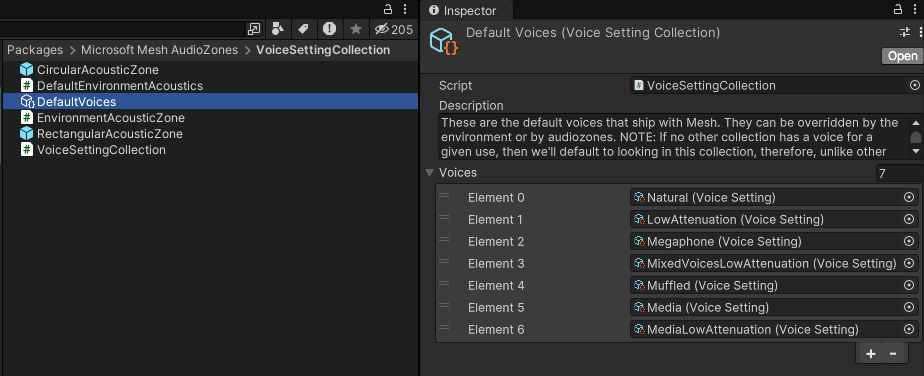 205
Packages > Microsoft Mesh AudioZones > VoiceSettingCollection
CircularAcousticZone
DefaultEnvironmentAcoustics
DefaultVoices
EnvironmentAcousticZone
RectangularAcousticZone
VoiceSettingCollection
Inspector
Default Voices (Voice Setting Collection)
Open
Script VoiceSettingCollection
Description
These are the default voices that ship with Mesh. They can be overridden by the
environment or by audiozones. NOTE: If no other collection has a voice for a
given use, then we'll default to looking in this collection, therefore, unlike other
Voices 7
Element 0 Natural (Voice Setting)
Element 1 LowAttenuation (Voice Setting)
Element 2 Megaphone (Voice Setting)
Element 3 MixedVoicesLowAttenuation (Voice Setting)
Element 4 Muffled (Voice Setting)
Element 5 Media (Voice Setting)
Element 6 MediaLowAttenuation (Voice Setting)
+ -